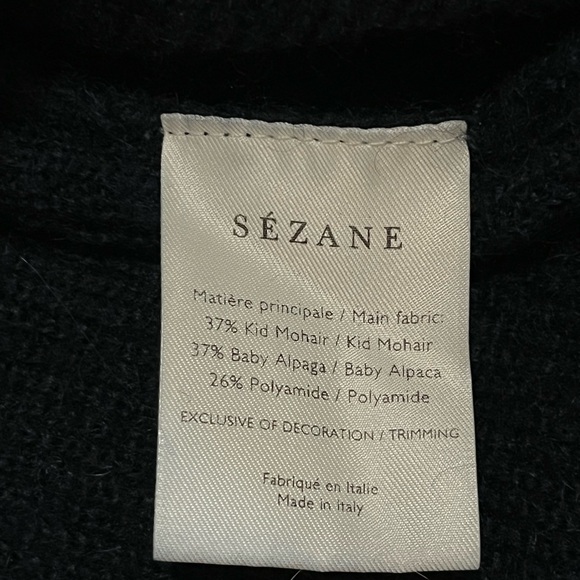 SÉZANE
Matière principale / Main fabric:
37% Kid Mohair / Kid Mohair
37% Baby Alpaga / Baby Alpaca
26% Polyamide / Polyamide
EXCLUSIVE OF DECORATION / TRIMMING
Fabriqué en Italie
Made in italy